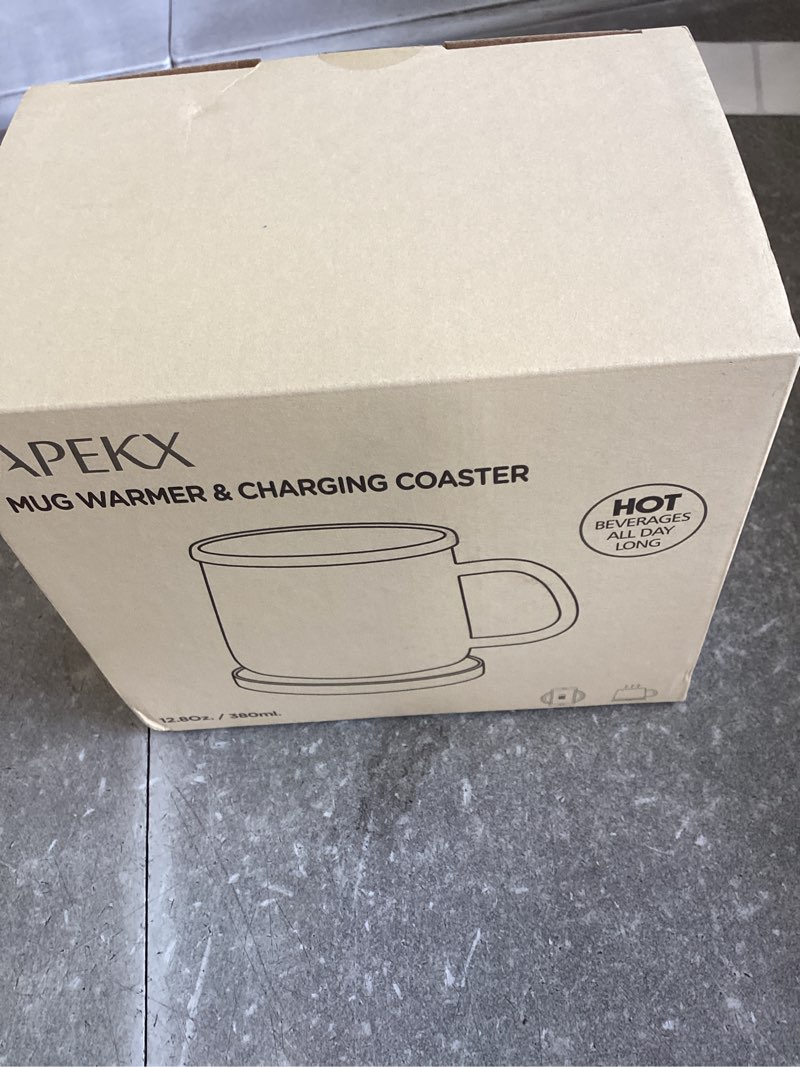 APEKX
MUG WARMER & CHARGING COASTER
HOT
BEVERAGES
ALL DAY
LONG
12.8Oz. / 380ml.